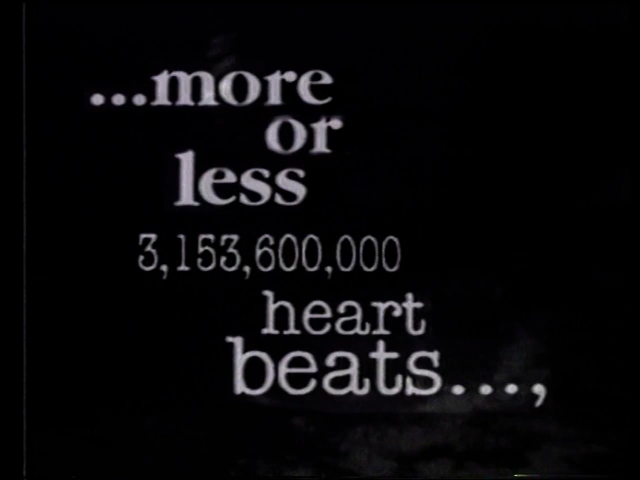 ...more
or
less
3,153,600,000
heart
beats...,